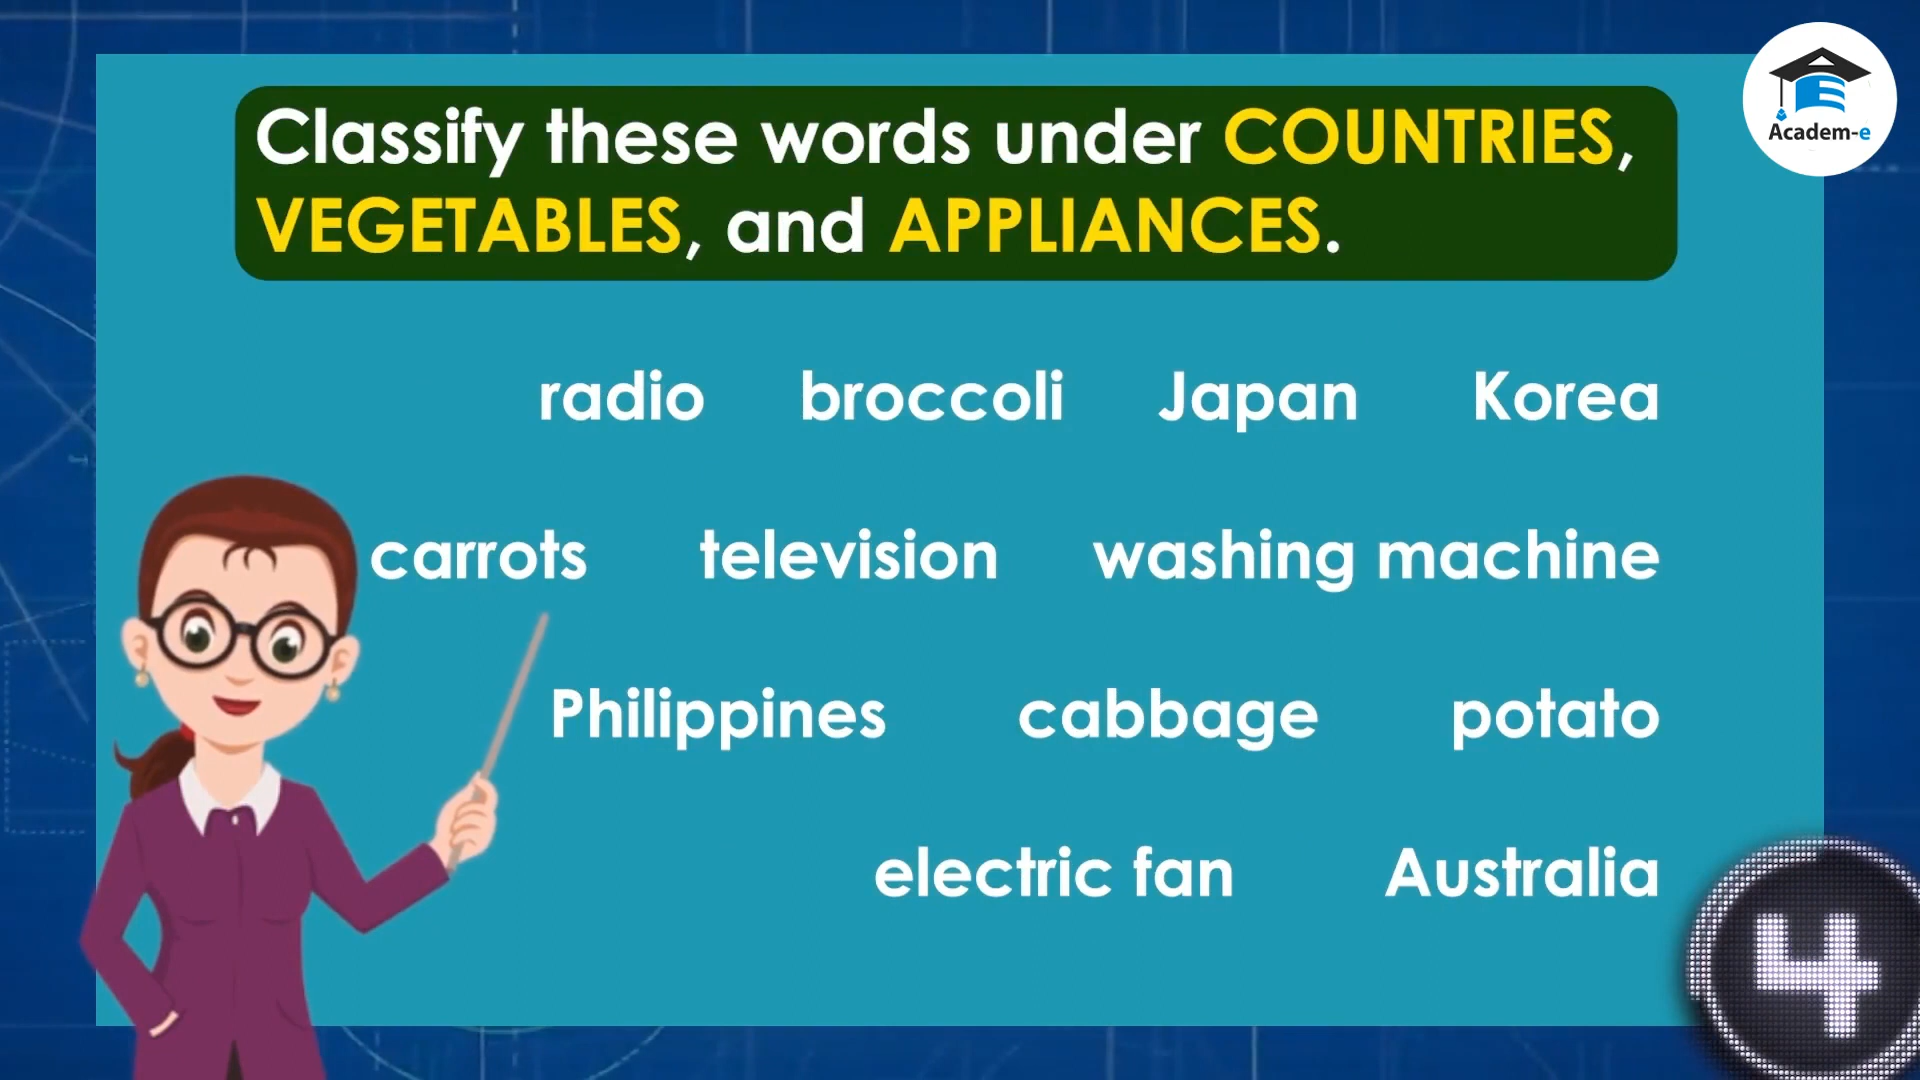 Classify these words under COUNTRIES,
VEGETABLES, and APPLIANCES.
Academ-e
radio broccoli Japan Korea
carrots television washing machine
Philippines cabbage potato
electric fan Australia
4